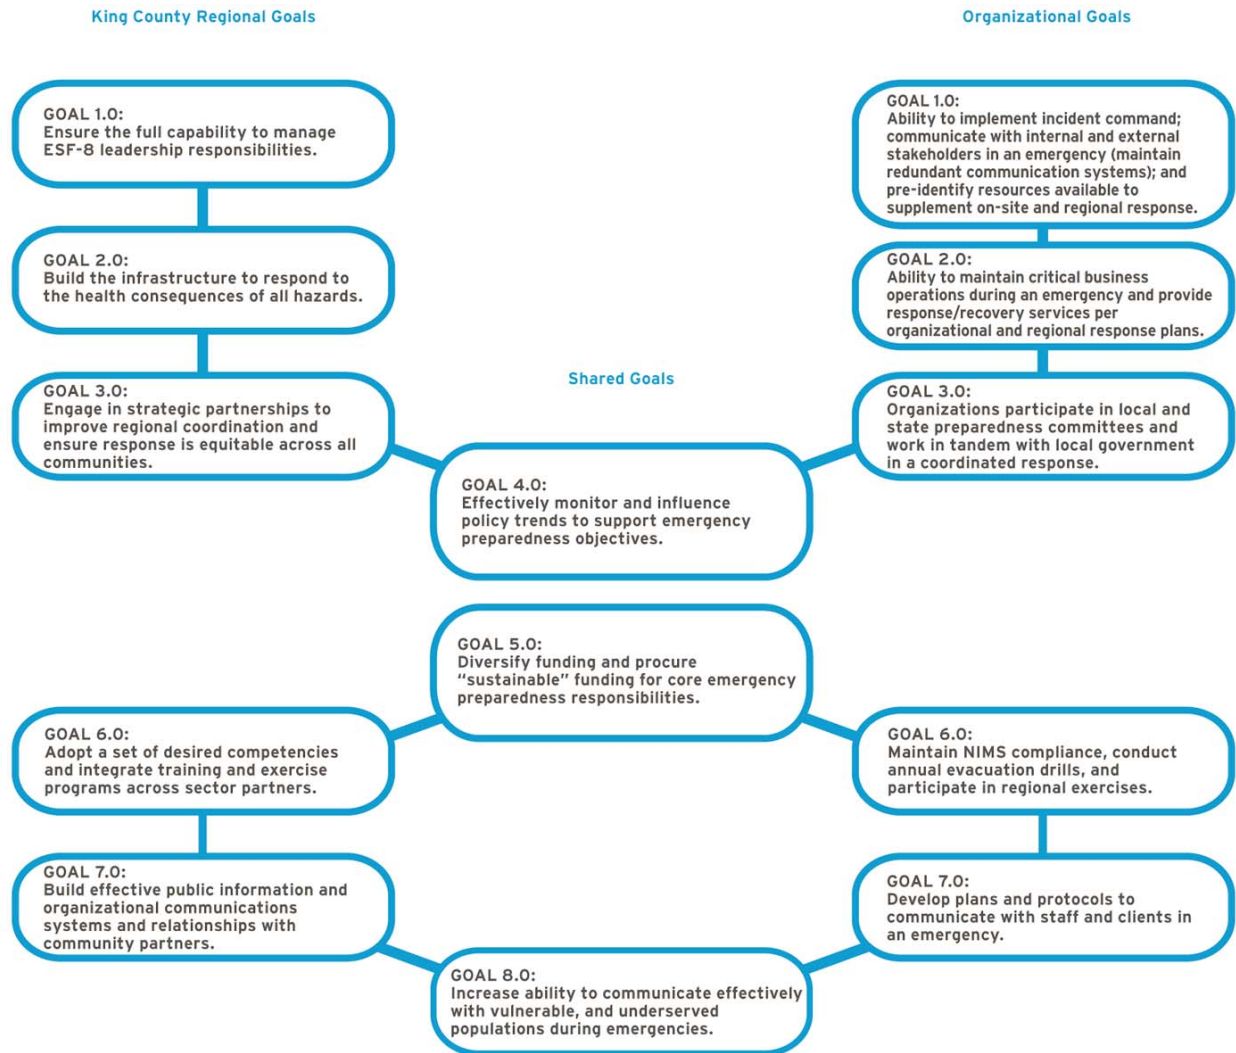 King County Regional Goals
Organizational Goals
GOAL 1.0:
Ensure the full capability to manage
ESF-8 leadership responsibilities.
GOAL 1.0:
Ability to implement incident command;
communicate with internal and external
stakeholders in an emergency (maintain
redundant communication systems); and
pre-identify resources available to
supplement on-site and regional response.
GOAL 2.0:
Build the infrastructure to respond to
the health consequences of all hazards.
GOAL 2.0:
Ability to maintain critical business
operations during an emergency and provide
response/recovery services per
organizational and regional response plans.
GOAL 3.0:
Engage in strategic partnerships to
improve regional coordination and
ensure response is equitable across all
communities.
Shared Goals
GOAL 3.0:
Organizations participate in local and
state preparedness committees and
work in tandem with local government
in a coordinated response.
GOAL 4.0:
Effectively monitor and influence
policy trends to support emergency
preparedness objectives.
GOAL 5.0:
Diversify funding and procure
“sustainable” funding for core emergency
preparedness responsibilities.
GOAL 6.0:
Adopt a set of desired competencies
and integrate training and exercise
programs across sector partners.
GOAL 6.0:
Maintain NIMS compliance, conduct
annual evacuation drills, and
participate in regional exercises.
GOAL 7.0:
Build effective public information and
organizational communications
systems and relationships with
community partners.
GOAL 7.0:
Develop plans and protocols to
communicate with staff and clients in
an emergency.
GOAL 8.0:
Increase ability to communicate effectively
with vulnerable, and underserved
populations during emergencies.